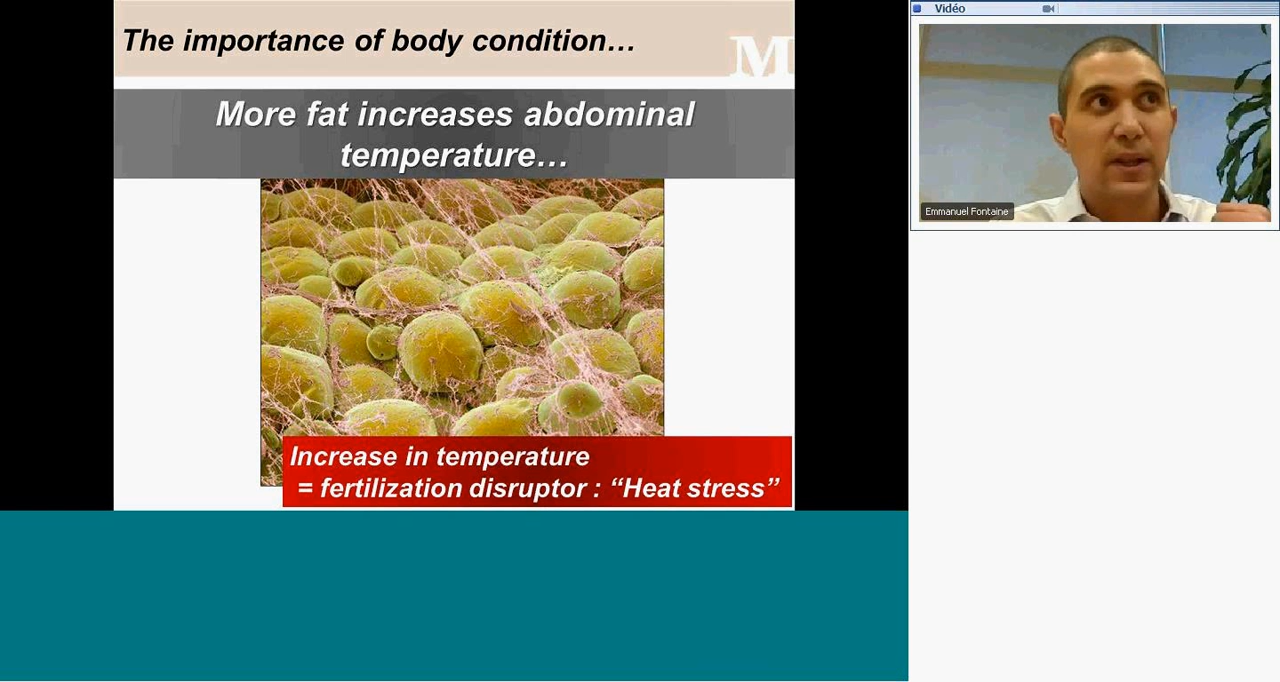 The importance of body condition…
M
More fat increases abdominal
temperature…
Increase in temperature
= fertilization disruptor : “Heat stress”
Vidéo
Emmanuel Fontaine